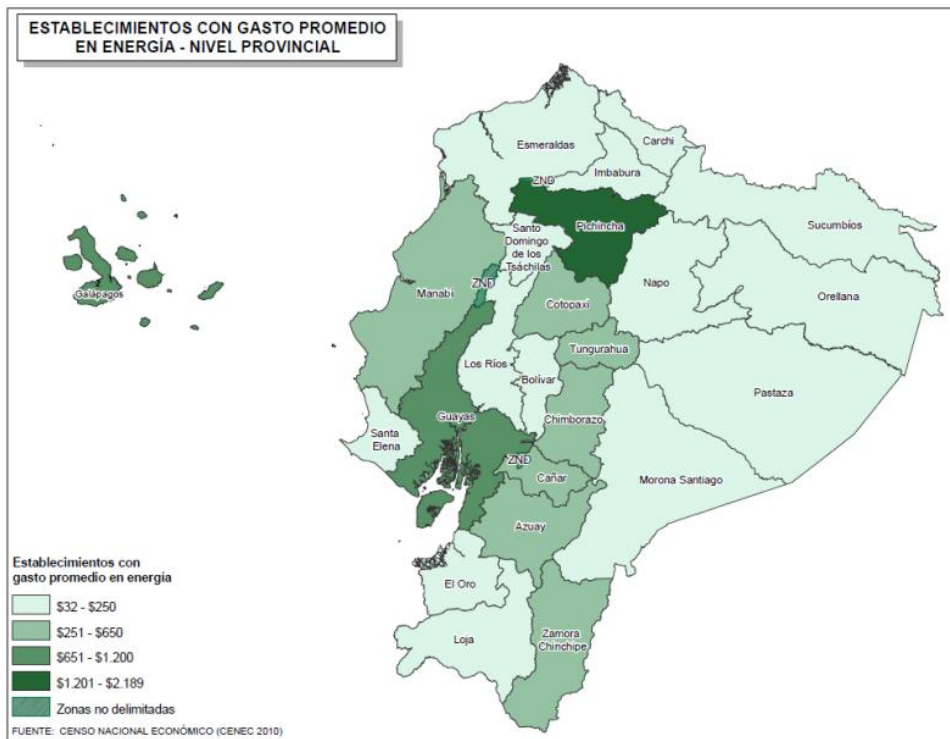 ESTABLECIMIENTOS CON GASTO PROMEDIO
EN ENERGÍA - NIVEL PROVINCIAL
Esmeraldas
Carchi
Imbabura
ZND
Pichincha
Sucumbíos
Santo
Domingo
de los
Tsáchilas
Galápagos
Manabí
ZND
Cotopaxi
Napo
Orellana
Tungurahua
Los Ríos
Bolívar
Pastaza
Guayas
Chimborazo
Santa
Elena
ZND
Cañar
Morona Santiago
Azuay
El Oro
Loja
Zamora
Chinchipe
Establecimientos con
gasto promedio en energía
$32 - $250
$251 - $650
$651 - $1.200
$1.201 - $2.189
Zonas no delimitadas
FUENTE: CENSO NACIONAL ECONÓMICO (CENEC 2010)